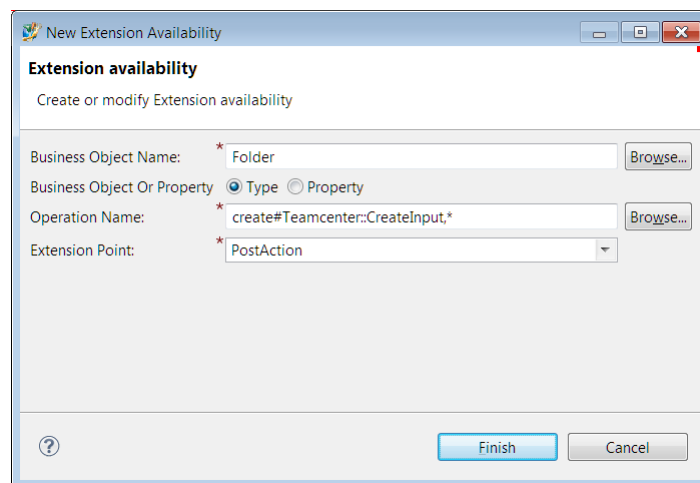 New Extension Availability
Extension availability
Create or modify Extension availability
Business Object Name: * Folder Browse...
Business Object Or Property Type Property
Operation Name: * create#Teamcenter::CreateInput,* Browse...
Extension Point: * PostAction
? Finish Cancel